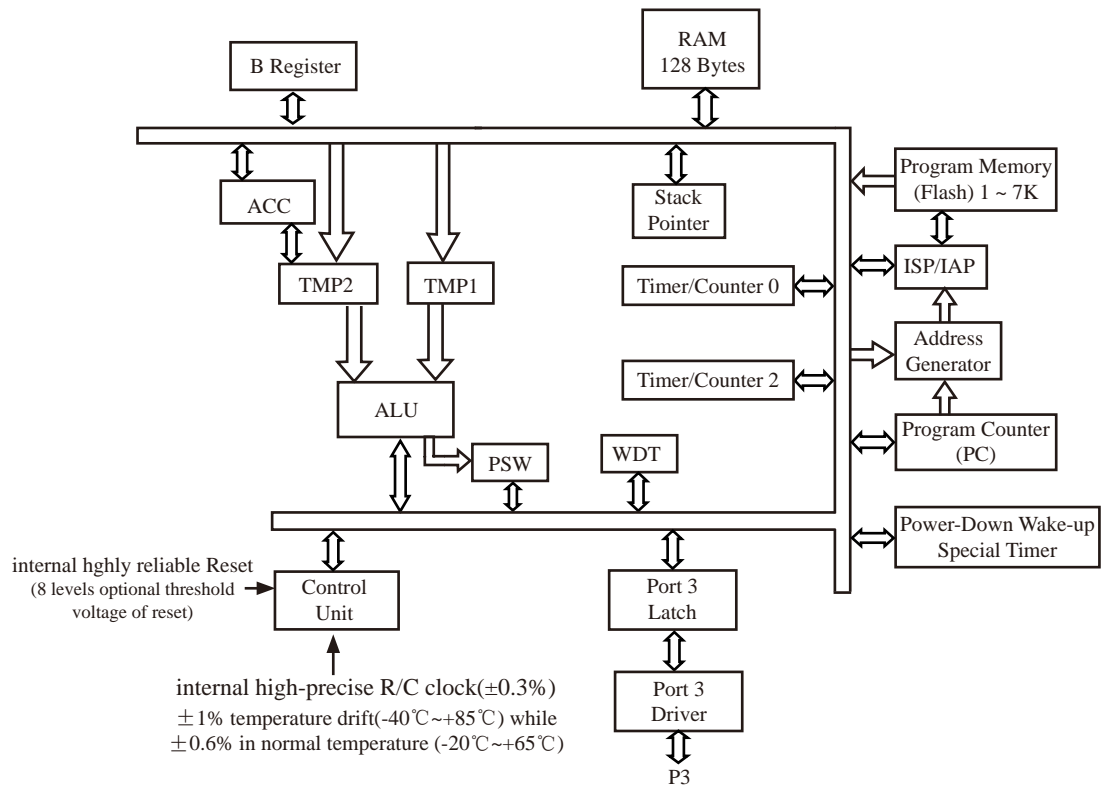 B Register
RAM
128 Bytes
ACC
Stack
Pointer
Program Memory
(Flash) 1 ~ 7K
TMP2
TMP1
Timer/Counter 0
ISP/IAP
Address
Generator
Timer/Counter 2
ALU
PSW
WDT
Program Counter
(PC)
Power-Down Wake-up
Special Timer
internal hghly reliable Reset
(8 levels optional threshold
voltage of reset)
Control
Unit
Port 3
Latch
internal high-precise R/C clock(±0.3%)
±1% temperature drift(-40℃~+85℃) while
±0.6% in normal temperature (-20℃~+65℃)
Port 3
Driver
P3